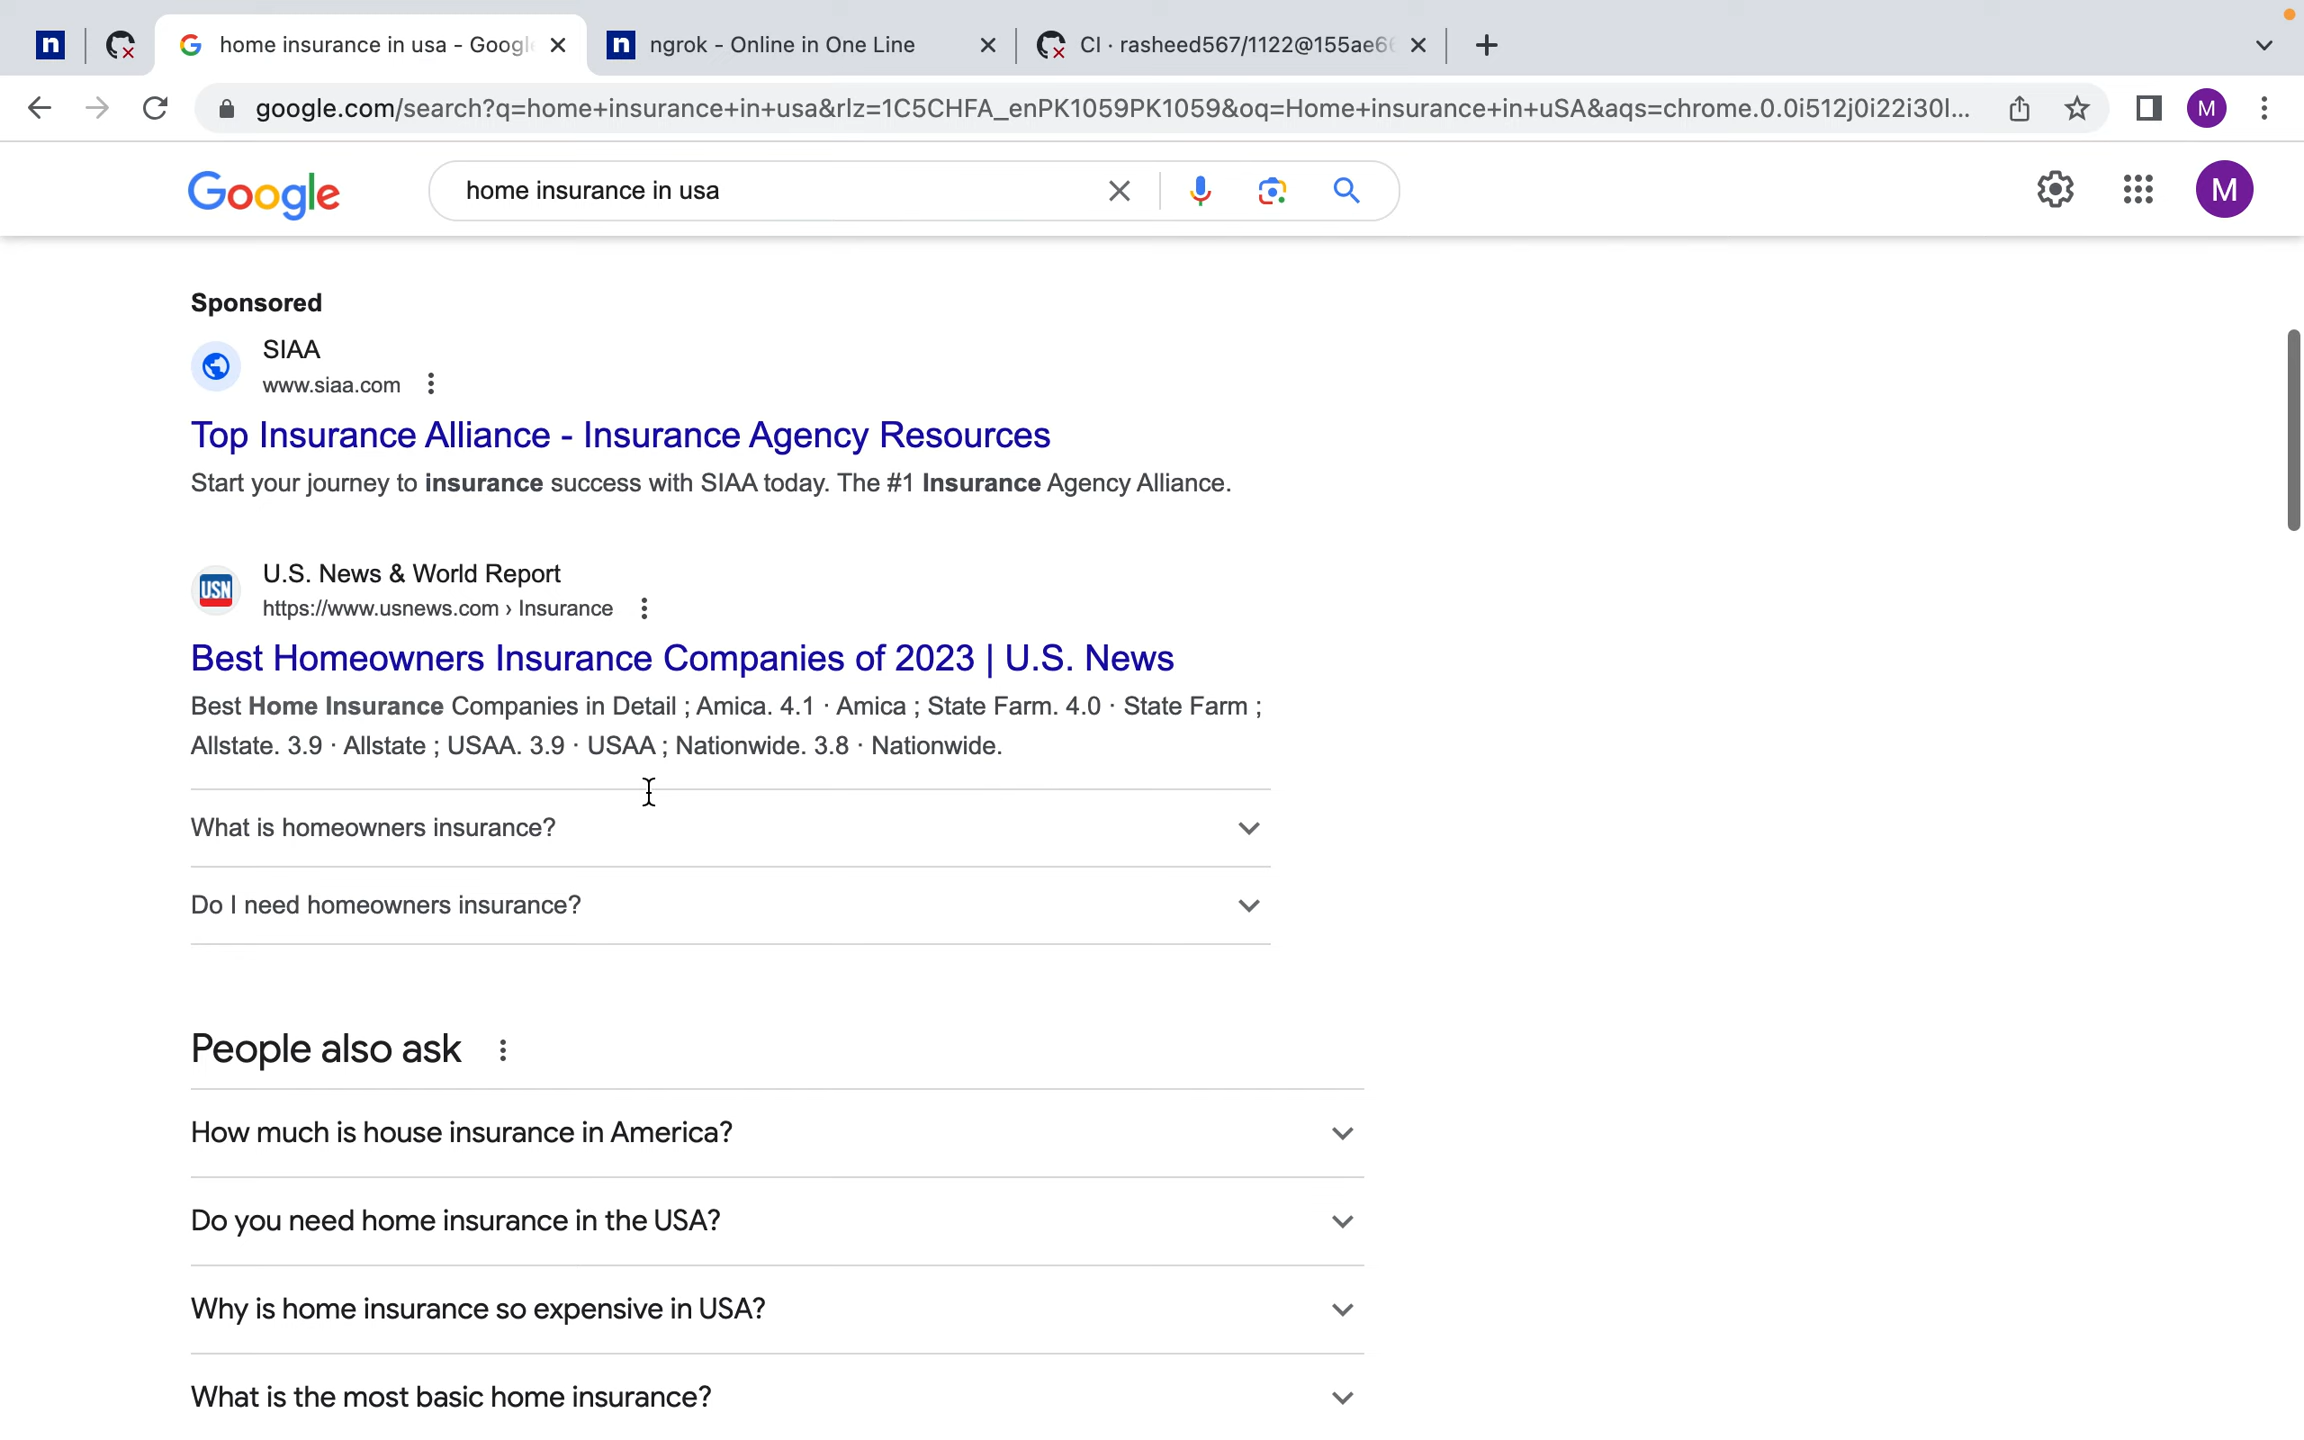 n
home insurance in usa - Googl
n ngrok - Online in One Line
CI · rasheed567/1122@155ae6
google.com/search?q=home+insurance+in+usa&rlz=1C5CHFA_enPK1059PK1059&oq=Home+insurance+in+uSA&aqs=chrome.0.0i512j0i22i30l...
M
Google
home insurance in usa
M
Sponsored
SIAA
www.siaa.com
Top Insurance Alliance - Insurance Agency Resources
Start your journey to insurance success with SIAA today. The #1 Insurance Agency Alliance.
USN
U.S. News & World Report
https://www.usnews.com › Insurance
Best Homeowners Insurance Companies of 2023 | U.S. News
Best Home Insurance Companies in Detail ; Amica. 4.1 · Amica ; State Farm. 4.0 · State Farm ;
Allstate. 3.9 · Allstate ; USAA. 3.9 · USAA ; Nationwide. 3.8 · Nationwide.
What is homeowners insurance?
Do I need homeowners insurance?
People also ask
How much is house insurance in America?
Do you need home insurance in the USA?
Why is home insurance so expensive in USA?
What is the most basic home insurance?